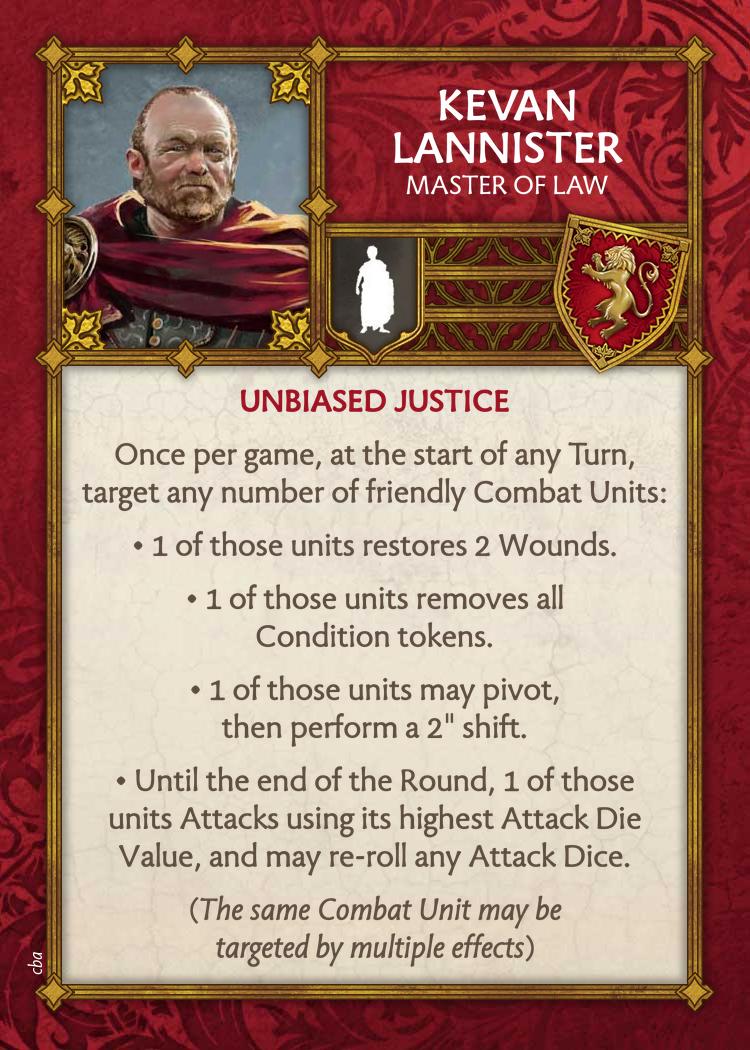 KEVAN
LANNISTER
MASTER OF LAW
UNBIASED JUSTICE
Once per game, at the start of any Turn,
target any number of friendly Combat Units:
• 1 of those units restores 2 Wounds.
• 1 of those units removes all
Condition tokens.
• 1 of those units may pivot,
then perform a 2" shift.
• Until the end of the Round, 1 of those
units Attacks using its highest Attack Die
Value, and may re-roll any Attack Dice.
(The same Combat Unit may be
targeted by multiple effects)
cba